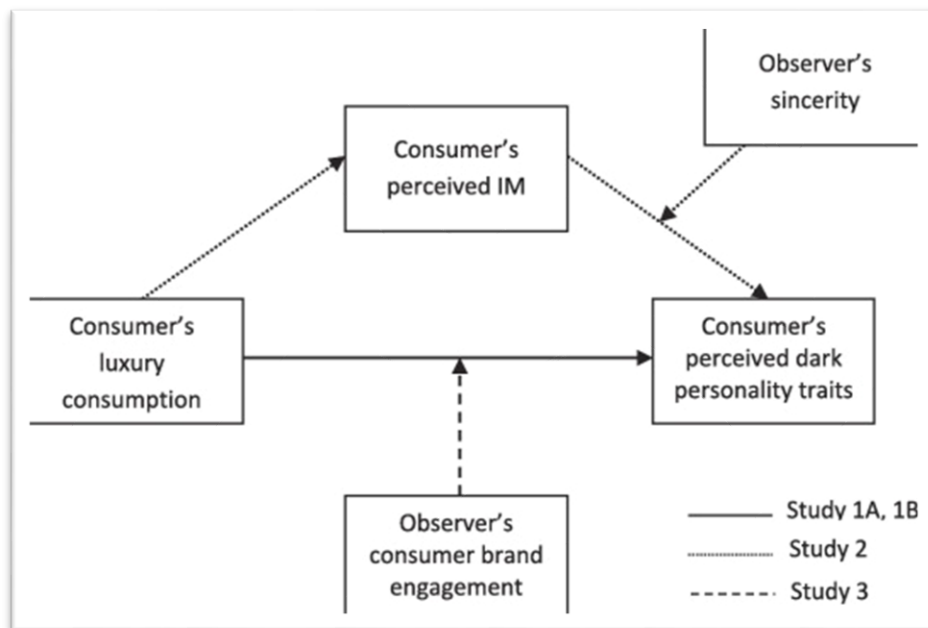 Observer's
sincerity
Consumer's
perceived IM
Consumer's
luxury
consumption
Consumer's
perceived dark
personality traits
Observer's
consumer brand
engagement
Study 1A, 1B
Study 2
Study 3